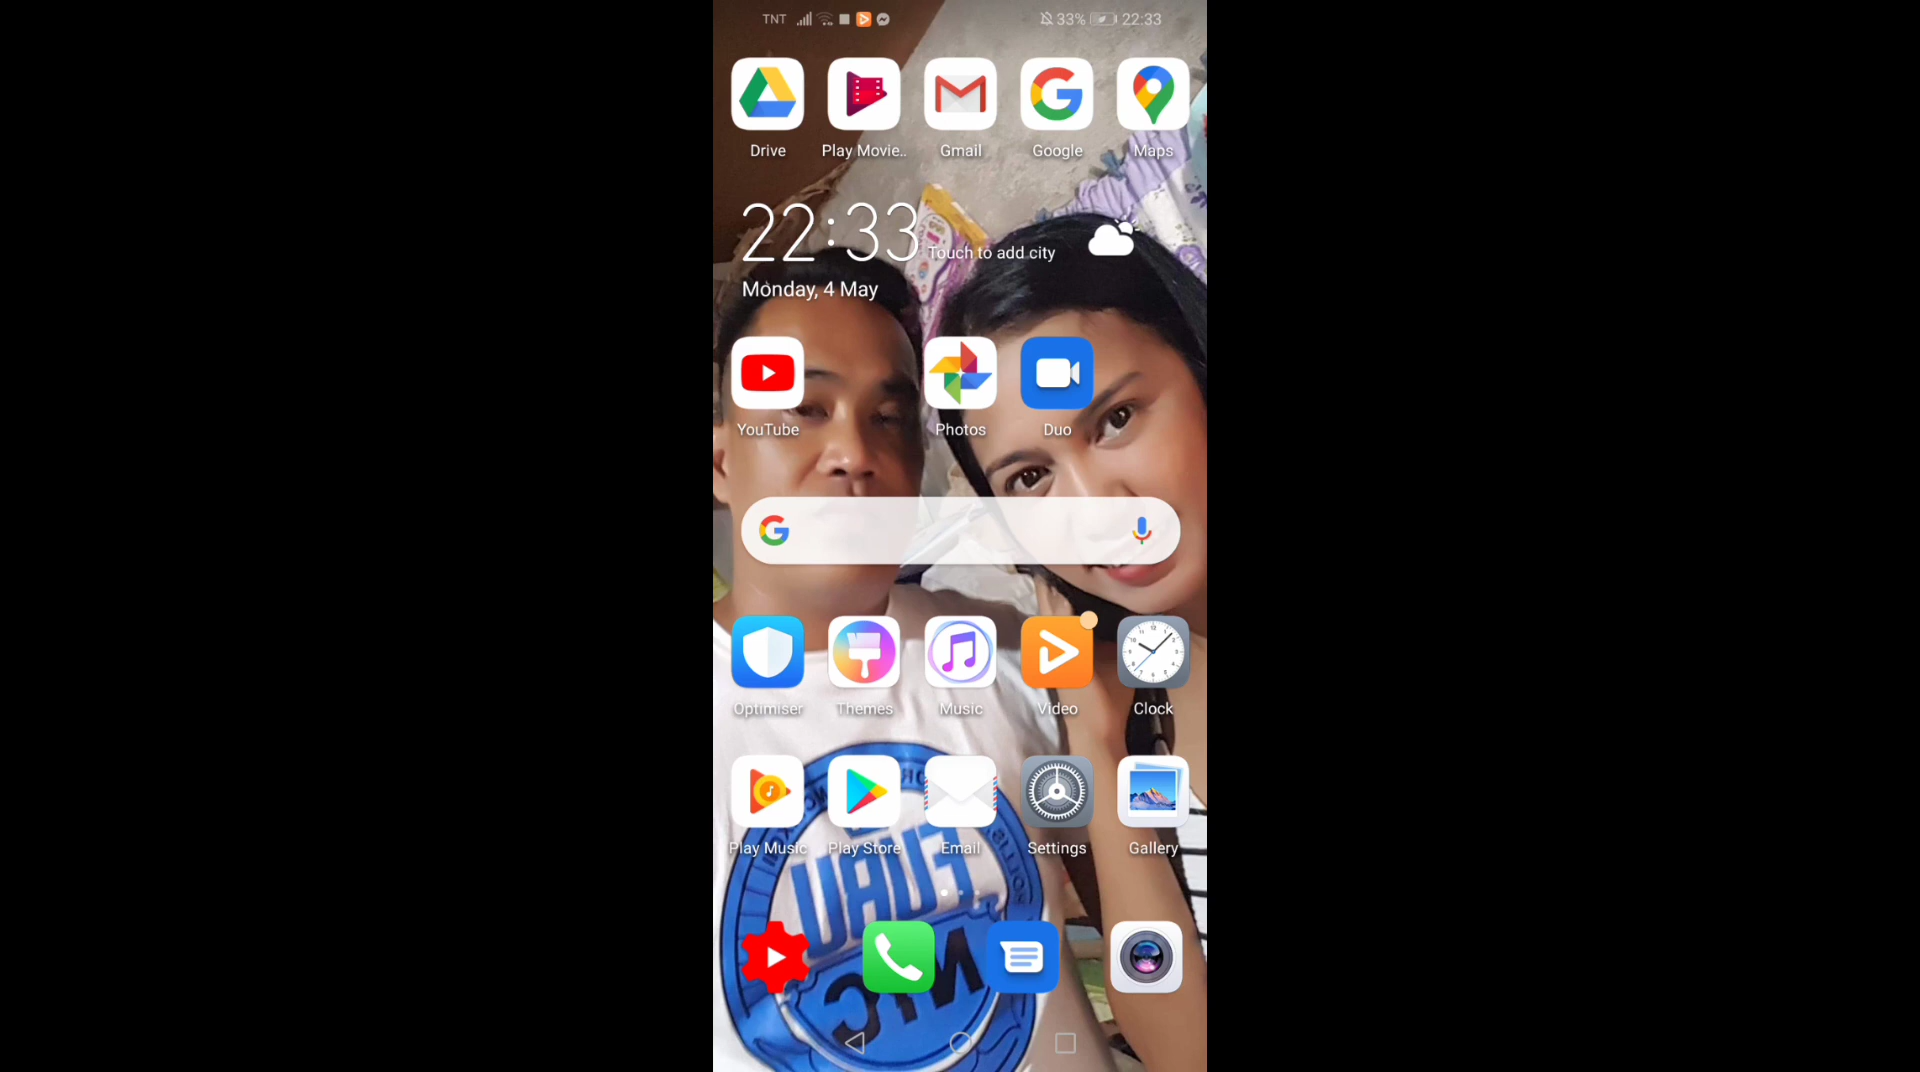 TNT 33% 22:33
Drive Play Movie.. Gmail Google Maps
22:33 Touch to add city
Monday, 4 May
YouTube Photos Duo
Optimiser Themes Music Video Clock
Play Music Play Store Email Settings Gallery